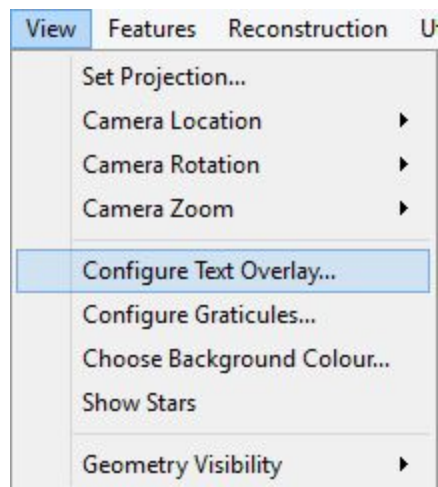 View Features Reconstruction
Set Projection...
Camera Location
Camera Rotation
Camera Zoom
Configure Text Overlay...
Configure Graticules...
Choose Background Colour...
Show Stars
Geometry Visibility